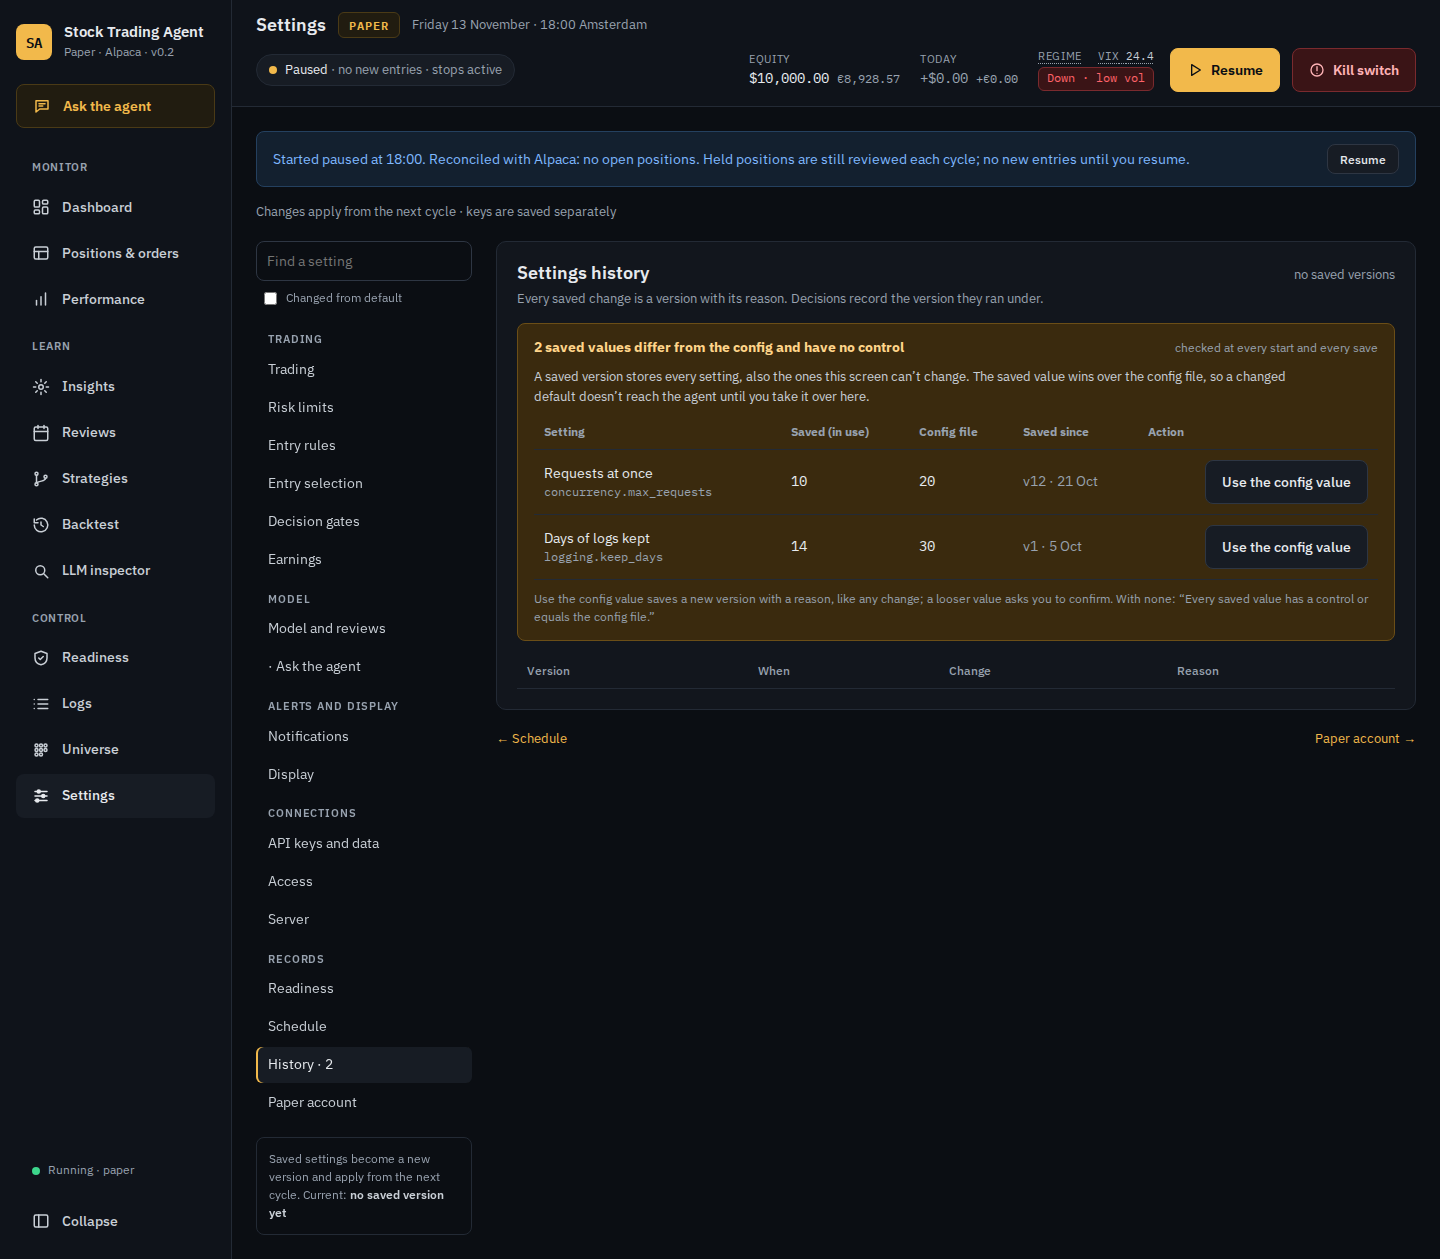 SA
Stock Trading Agent
Paper · Alpaca · v0.2
Ask the agent
MONITOR
Dashboard
Positions & orders
Performance
LEARN
Insights
Reviews
Strategies
Backtest
LLM inspector
CONTROL
Readiness
Logs
Universe
Settings
Running · paper
Collapse
Settings
PAPER
Friday 13 November · 18:00 Amsterdam
Paused · no new entries · stops active
EQUITY
$10,000.00 €8,928.57
TODAY
+$0.00 +€0.00
REGIME VIX 24.4
Down · low vol
Resume
Kill switch
Started paused at 18:00. Reconciled with Alpaca: no open positions. Held positions are still reviewed each cycle; no new entries until you resume.
Resume
Changes apply from the next cycle · keys are saved separately
Find a setting
Changed from default
TRADING
Trading
Risk limits
Entry rules
Entry selection
Decision gates
Earnings
MODEL
Model and reviews
· Ask the agent
ALERTS AND DISPLAY
Notifications
Display
CONNECTIONS
API keys and data
Access
Server
RECORDS
Readiness
Schedule
History · 2
Paper account
Saved settings become a new
version and apply from the next
cycle. Current: no saved version
yet
Settings history
no saved versions
Every saved change is a version with its reason. Decisions record the version they ran under.
2 saved values differ from the config and have no control
checked at every start and every save
A saved version stores every setting, also the ones this screen can’t change. The saved value wins over the config file, so a changed
default doesn’t reach the agent until you take it over here.
Setting Saved (in use) Config file Saved since Action
Requests at once
concurrency.max_requests
10 20 v12 · 21 Oct Use the config value
Days of logs kept
logging.keep_days
14 30 v1 · 5 Oct Use the config value
Use the config value saves a new version with a reason, like any change; a looser value asks you to confirm. With none: “Every saved value has a control or
equals the config file.”
Version When Change Reason
← Schedule
Paper account →